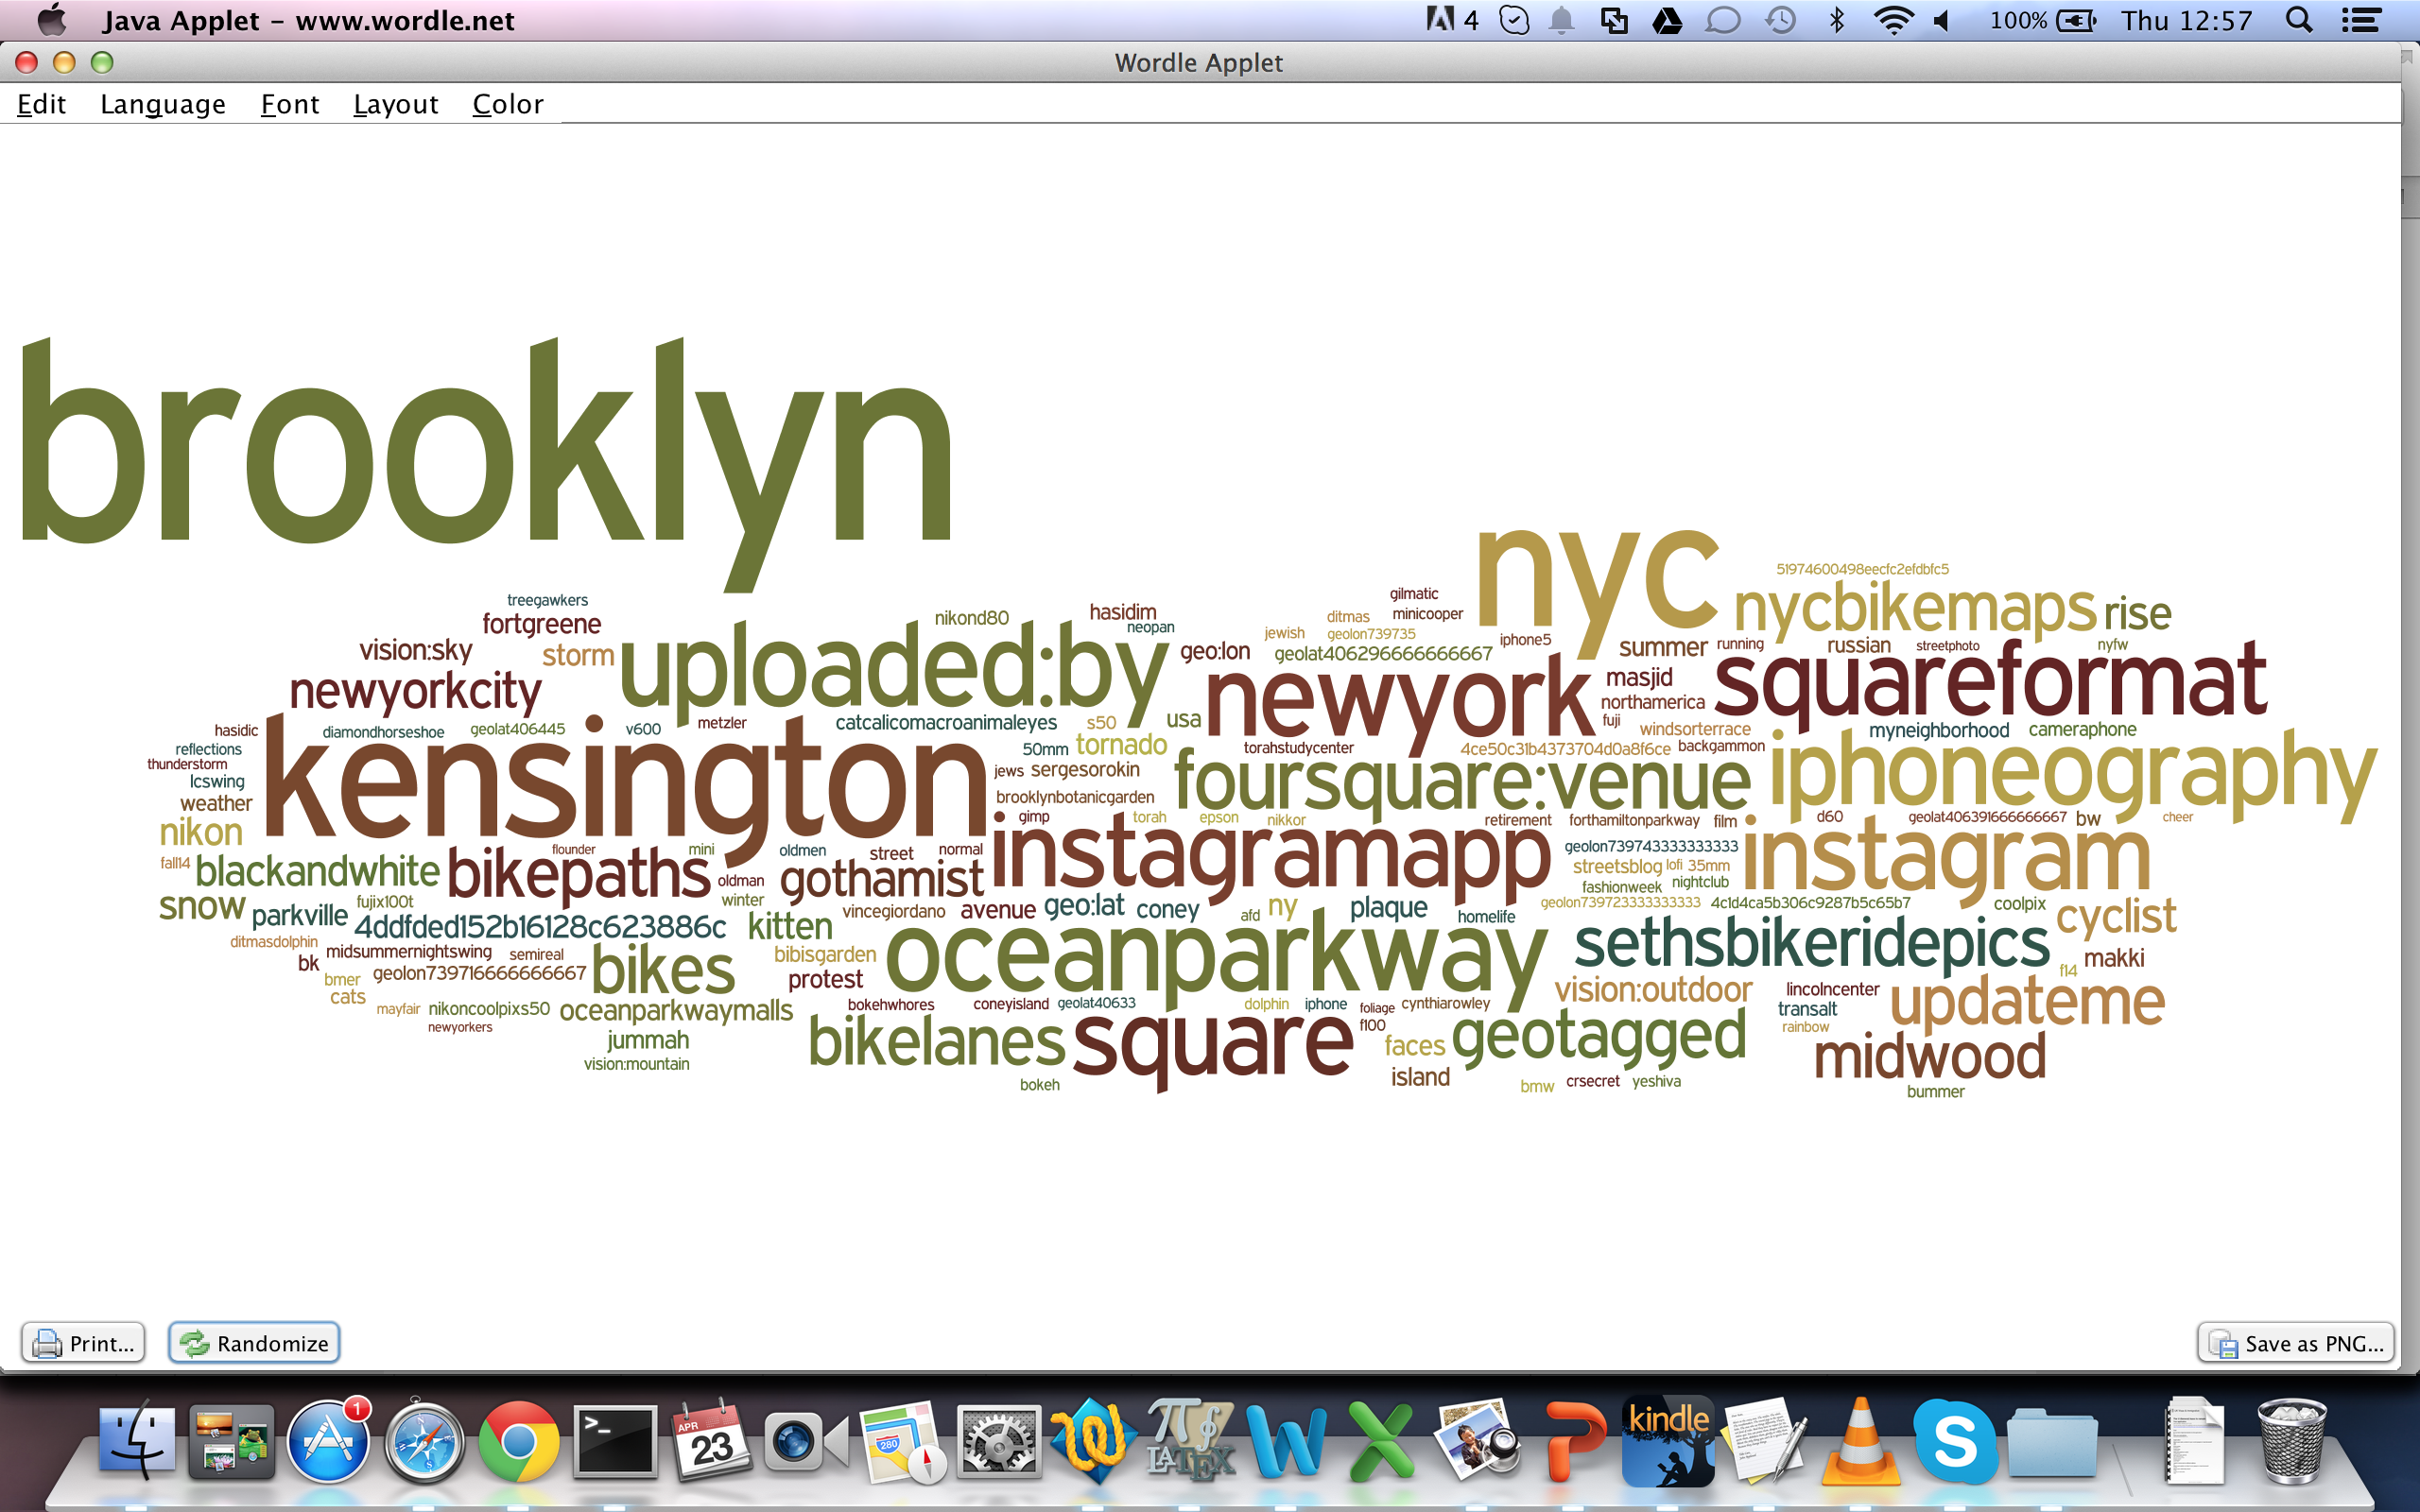 Java Applet – www.wordle.net
4
100%
Thu 12:57
Wordle Applet
Edit Language Font Layout Color
brooklyn
nyc
51974600498eecfc2efdbfc5
treegawkers
gilmatic
nycbikemaps
rise
fortgreene
nikond80
hasidim
neopan
ditmas
minicooper
jewish
geolon739735
iphone5
vision:sky
storm
uploaded:by
geo:lon
geolat406296666666667
summer
running
russian
streetphoto
nyfw
newyorkcity
newyork
masjid
northamerica
squareformat
hasidic
diamondhorseshoe
geolat406445
v600
metzler
catcalicomacroanimaleyes
s50
usa
fuji
windsorterrace
myneighborhood
cameraphone
reflections
thunderstorm
lcswing
weather
kensington
50mm
tornado
torahstudycenter
4ce50c31b4373704d0a8f6ce
backgammon
jews
sergesorokin
foursquare:venue
iphoneography
brooklynbotanicgarden
nikon
gimp
torah
epson
nikkor
retirement
forthamiltonparkway
film
d60
geolat406391666666667
bw
cheer
fall14
blackandwhite
bikepaths
flounder
mini
oldmen
street
normal
instagramapp
geolon739743333333333
instagram
oldman
gothamist
streetsblog
lofi
35mm
fashionweek
nightclub
snow
parkville
fujix100t
winter
vincegiordano
avenue
geo:lat
coney
afd
ny
plaque
homelife
geolon739723333333333
4c1d4ca5b306c9287b5c65b7
coolpix
cyclist
4ddfded152b16128c623886c
kitten
ditmasdolphin
midsummernightswing
semireal
bikes
bibisgarden
oceanparkway
sethsbikeridepics
makki
f14
bk
geolon739716666666667
protest
bmer
cats
vision:outdoor
lincolncenter
updateme
mayfair
nikoncoolpixs50
oceanparkwaymalls
bokehwhores
coneyisland
geolat40633
dolphin
iphone
foliage
cynthiarowley
transalt
newyorkers
f100
rainbow
jummah
bikelanes
square
faces
geotagged
midwood
vision:mountain
island
bokeh
bmw
crsecret
yeshiva
bummer
Print...
Randomize
Save as PNG...
1
>_
APR
23
280
LATEX
W
X
P
kindle
S